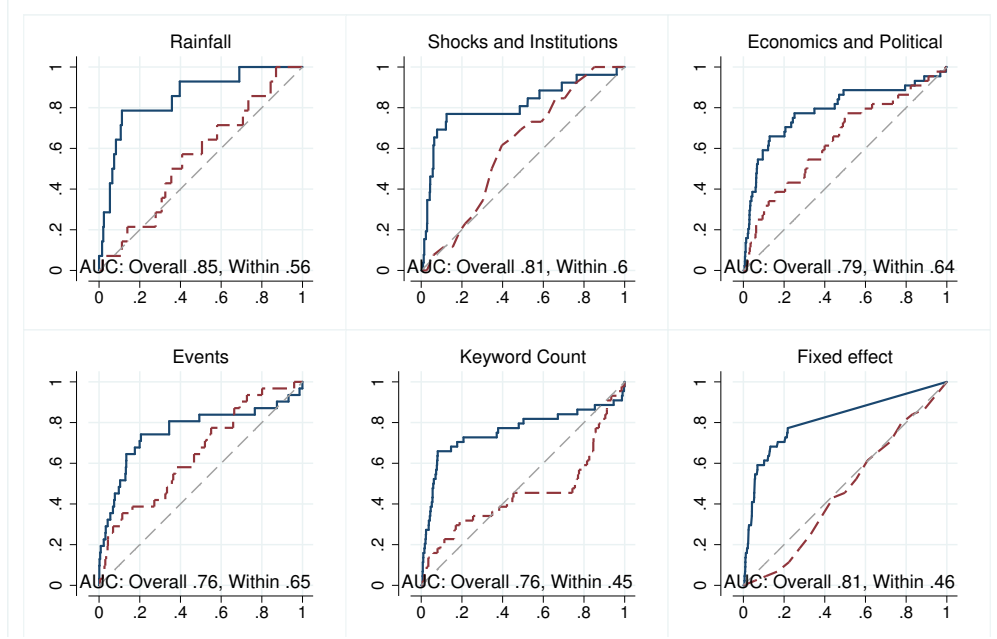 Rainfall
1
.8
.6
.4
.2
0
AUC: Overall .85, Within .56
0 .2 .4 .6 .8 1
Shocks and Institutions
1
.8
.6
.4
.2
0
AUC: Overall .81, Within .6
0 .2 .4 .6 .8 1
Economics and Political
1
.8
.6
.4
.2
0
AUC: Overall .79, Within .64
0 .2 .4 .6 .8 1
Events
1
.8
.6
.4
.2
0
AUC: Overall .76, Within .65
0 .2 .4 .6 .8 1
Keyword Count
1
.8
.6
.4
.2
0
AUC: Overall .76, Within .45
0 .2 .4 .6 .8 1
Fixed effect
1
.8
.6
.4
.2
0
AUC: Overall .81, Within .46
0 .2 .4 .6 .8 1